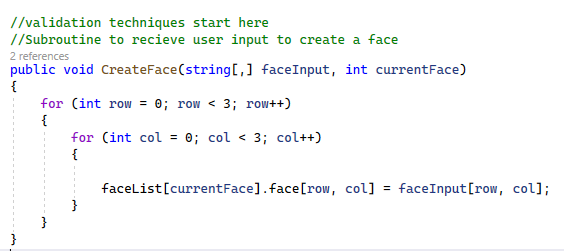 //validation techniques start here
//Subroutine to recieve user input to create a face
2 references
public void CreateFace(string[,] faceInput, int currentFace)
{
for (int row = 0; row < 3; row++)
{
for (int col = 0; col < 3; col++)
{
faceList[currentFace].face[row, col] = faceInput[row, col];
}
}
}